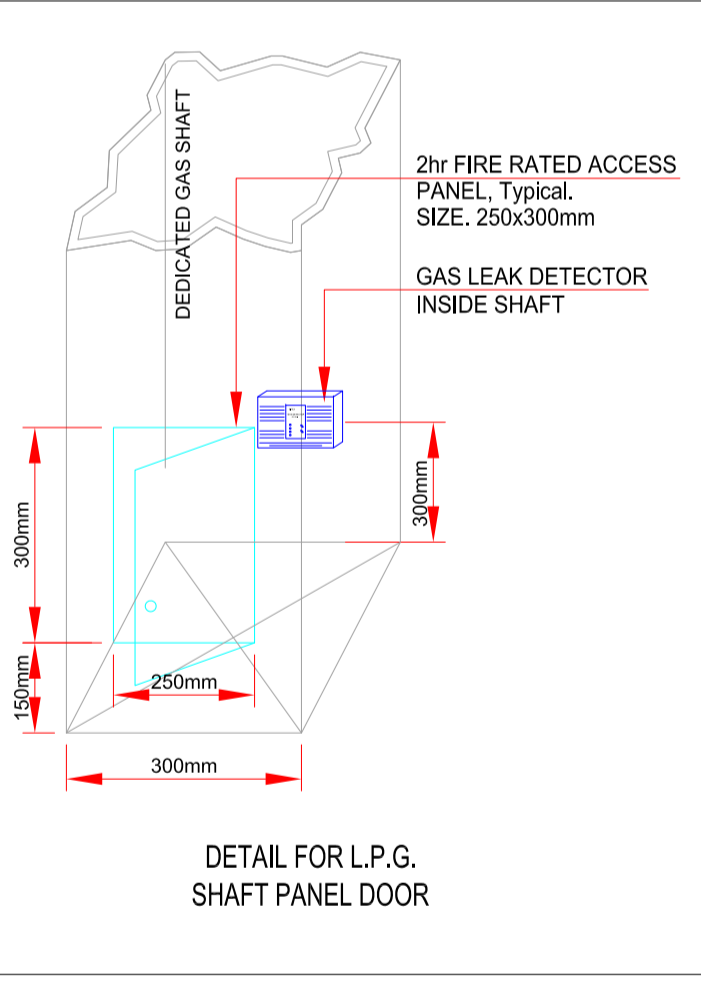 DEDICATED GAS SHAFT
2hr FIRE RATED ACCESS
PANEL, Typical.
SIZE. 250x300mm
GAS LEAK DETECTOR
INSIDE SHAFT
300mm
300mm
150mm
250mm
300mm
DETAIL FOR L.P.G.
SHAFT PANEL DOOR